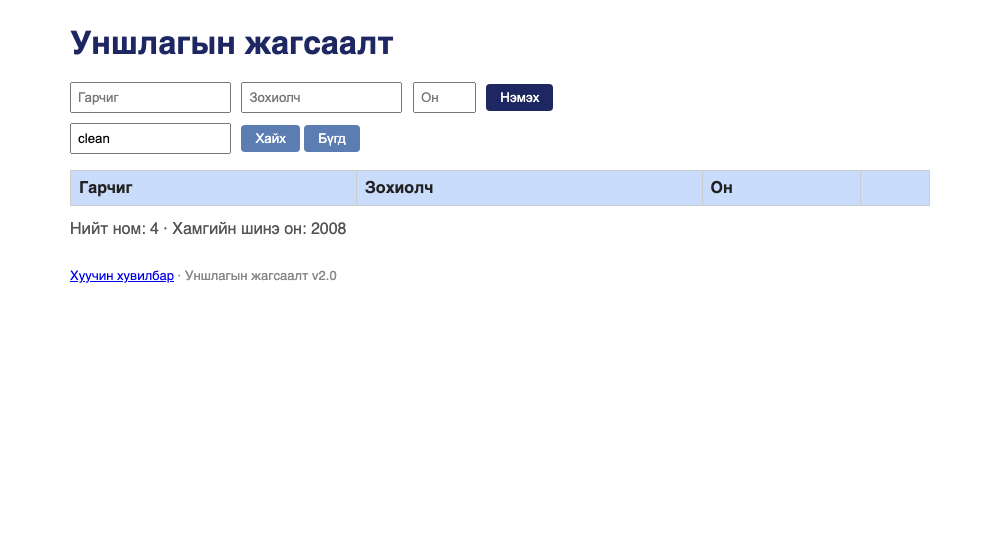 Уншлагын жагсаалт
Гарчиг Зохиолч Он Нэмэх
clean Хайх Бүгд
Гарчиг Зохиолч Он
Нийт ном: 4 · Хамгийн шинэ он: 2008
Хуучин хувилбар · Уншлагын жагсаалт v2.0